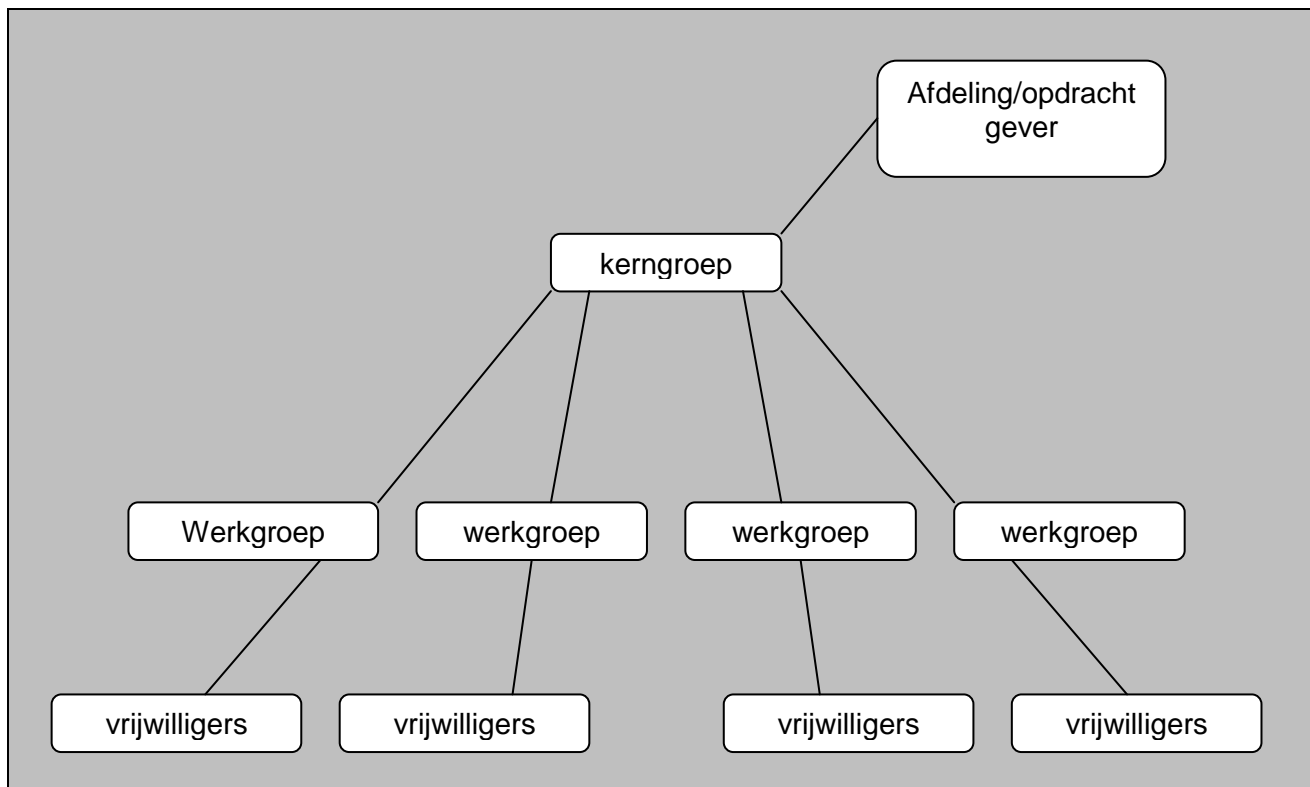 Afdeling/opdracht
gever
kerngroep
Werkgroep
werkgroep
werkgroep
werkgroep
vrijwilligers
vrijwilligers
vrijwilligers
vrijwilligers